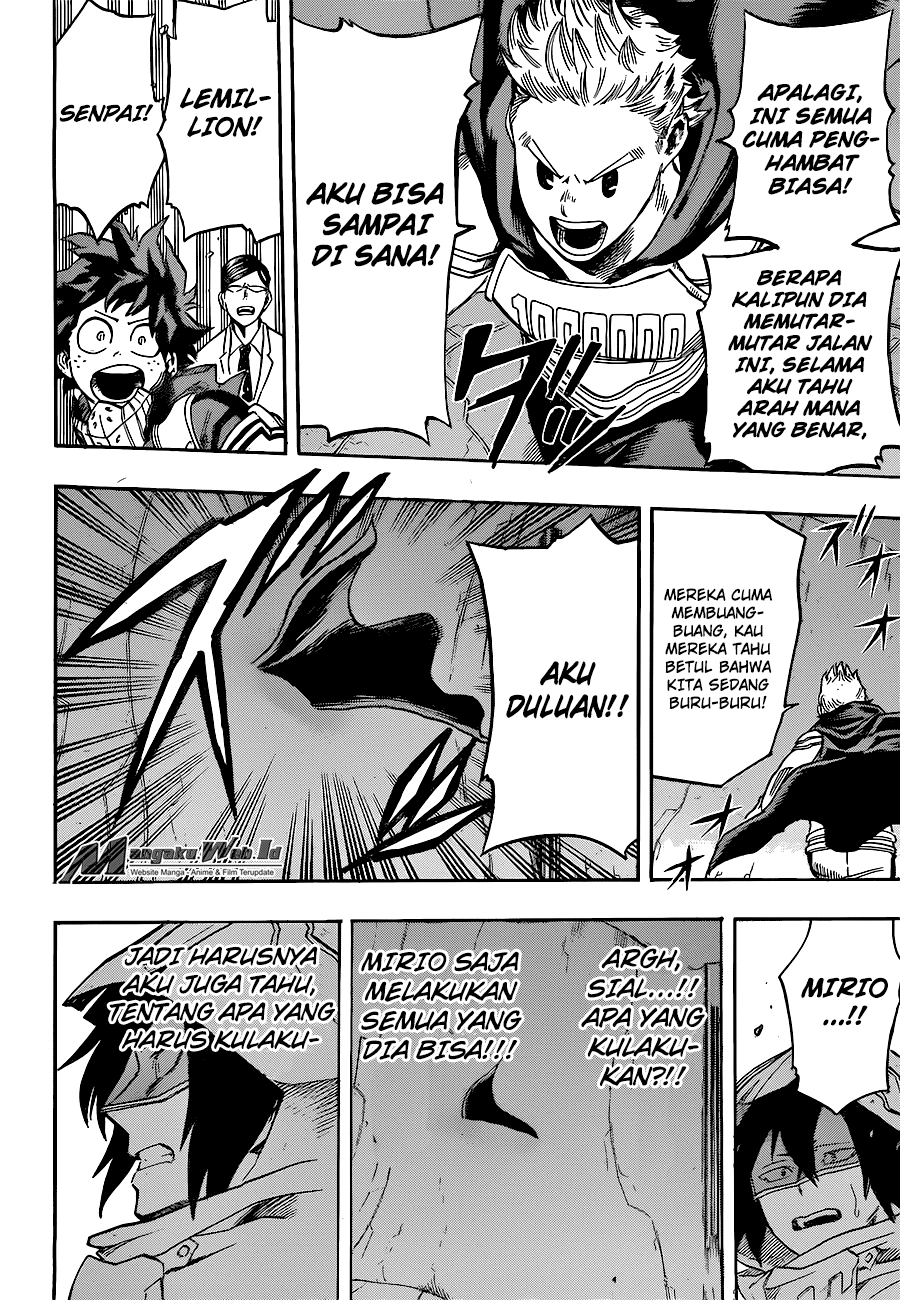 APALAGI,
INI SEMUA
CUMA PENG-
HAMBAT
BIASA!
BERAPA
KALIPUN DIA
MEMUTAR-
MUTAR JALAN
INI, SELAMA
AKU TAHU
ARAH MANA
YANG BENAR,
1000000
AKU BISA
SAMPAI
DI SANA!
LEMIL-
LION!
SENPAI!
MEREKA CUMA
MEMBUANG-
BUANG, KAU
MEREKA TAHU
BETUL BAHWA
KITA SEDANG
BURU-BURU!
AKU
DULUAN!!
Mangaku.Web.Id
Website Manga - Anime & Film Terupdate
MIRIO
...!!
ARGH,
SIAL...!!
APA YANG
KULAKU-
KAN?!!
MIRIO SAJA
MELAKUKAN
SEMUA YANG
DIA BISA!!!
JADI HARUSNYA
AKU JUGA TAHU,
TENTANG APA YANG
HARUS KULAKU-